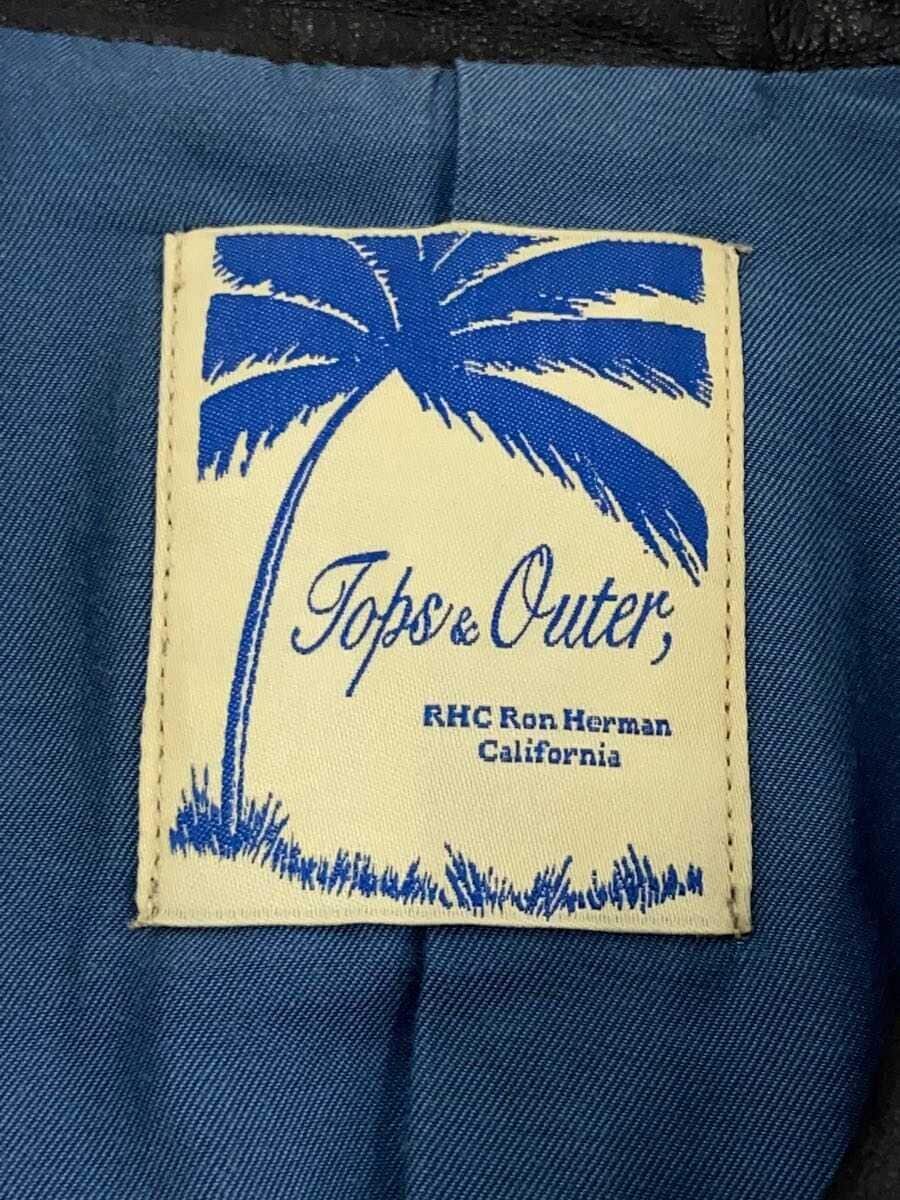 Tops & Outer,
RHC Ron Herman
California